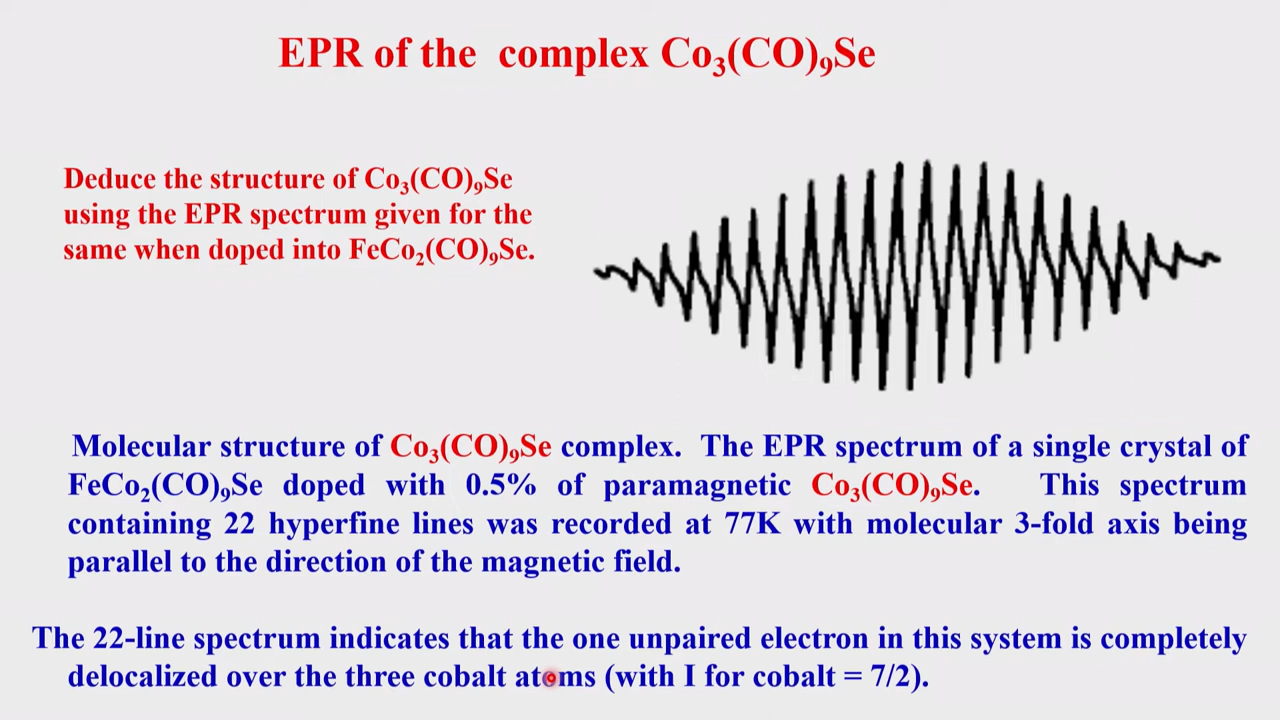 EPR of the complex Co₃(CO)₉Se
Deduce the structure of Co₃(CO)₉Se
using the EPR spectrum given for the
same when doped into FeCo₂(CO)₉Se.
Molecular structure of Co₃(CO)₉Se complex. The EPR spectrum of a single crystal of
FeCo₂(CO)₉Se doped with 0.5% of paramagnetic Co₃(CO)₉Se. This spectrum
containing 22 hyperfine lines was recorded at 77K with molecular 3-fold axis being
parallel to the direction of the magnetic field.
The 22-line spectrum indicates that the one unpaired electron in this system is completely
delocalized over the three cobalt atoms (with I for cobalt = 7/2).